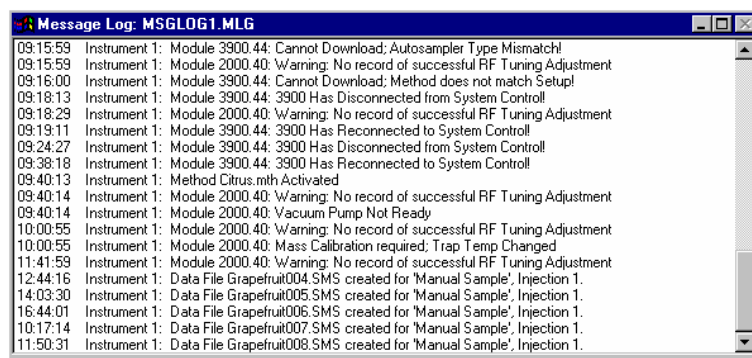 Message Log: MSGLOG1.MLG
09:15:59 Instrument 1: Module 3900.44: Cannot Download; Autosampler Type Mismatch!
09:15:59 Instrument 1: Module 2000.40: Warning: No record of successful RF Tuning Adjustment
09:16:00 Instrument 1: Module 3900.44: Cannot Download; Method does not match Setup!
09:18:13 Instrument 1: Module 3900.44: 3900 Has Disconnected from System Control!
09:18:29 Instrument 1: Module 2000.40: Warning: No record of successful RF Tuning Adjustment
09:19:11 Instrument 1: Module 3900.44: 3900 Has Reconnected to System Control!
09:24:27 Instrument 1: Module 3900.44: 3900 Has Disconnected from System Control!
09:38:18 Instrument 1: Module 3900.44: 3900 Has Reconnected to System Control!
09:40:13 Instrument 1: Method Citrus.mth Activated
09:40:14 Instrument 1: Module 2000.40: Warning: No record of successful RF Tuning Adjustment
09:40:14 Instrument 1: Module 2000.40: Vacuum Pump Not Ready
10:00:55 Instrument 1: Module 2000.40: Warning: No record of successful RF Tuning Adjustment
10:00:55 Instrument 1: Module 2000.40: Mass Calibration required; Trap Temp Changed
11:41:59 Instrument 1: Module 2000.40: Warning: No record of successful RF Tuning Adjustment
12:44:16 Instrument 1: Data File Grapefruit004.SMS created for 'Manual Sample', Injection 1.
14:03:30 Instrument 1: Data File Grapefruit005.SMS created for 'Manual Sample', Injection 1.
16:44:01 Instrument 1: Data File Grapefruit006.SMS created for 'Manual Sample', Injection 1.
10:17:14 Instrument 1: Data File Grapefruit007.SMS created for 'Manual Sample', Injection 1.
11:50:31 Instrument 1: Data File Grapefruit008.SMS created for 'Manual Sample', Injection 1.